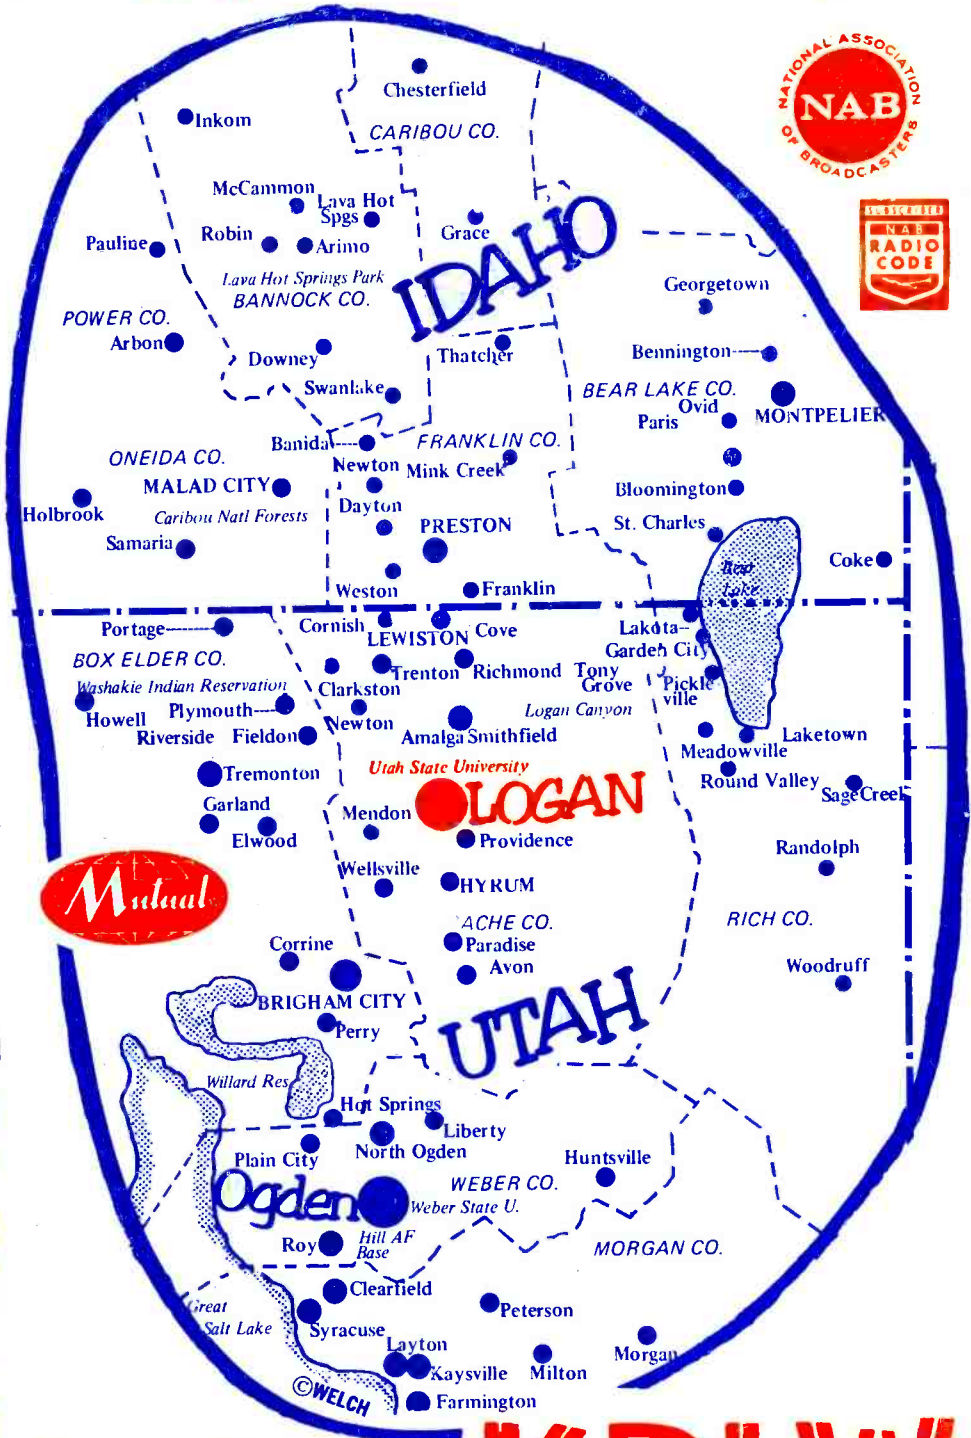 NATIONAL ASSOCIATION
OF BROADCASTERS
NAB
SUBSCRIBER
NAB
RADIO
CODE
Chesterfield
Inkom
CARIBOU CO.
McCammon
Lava Hot
Spgs
Robin
Arimo
Grace
Pauline
IDAHO
Lava Hot Springs Park
BANNOCK CO.
Georgetown
POWER CO.
Arbon
Downey
Thatcher
Bennington
Swanlake
BEAR LAKE CO.
Ovid
Paris
MONTPELIER
Banida
FRANKLIN CO.
ONEIDA CO.
Newton
Mink Creek
MALAD CITY
Bloomington
Dayton
Holbrook
Caribou Natl Forests
PRESTON
St. Charles
Samaria
Bear
Lake
Coke
Weston
Franklin
Portage
Cornish
LEWISTON
Cove
Lakota
Garden City
BOX ELDER CO.
Trenton
Richmond
Tony
Grove
Pickle
ville
Washakie Indian Reservation
Clarkston
Howell
Plymouth
Newton
Logan Canyon
Riverside
Fieldon
Amalga
Smithfield
Laketown
Meadowville
Utah State University
Tremonton
LOGAN
Round Valley
Sage Creek
Garland
Mendon
Elwood
Providence
Randolph
Wellsville
Mutual
HYRUM
ACHE CO.
RICH CO.
Corrine
Paradise
Avon
Woodruff
BRIGHAM CITY
UTAH
Perry
Willard Res
Hot Springs
Liberty
Plain City
North Ogden
Huntsville
WEBER CO.
Ogden
Weber State U.
Roy
Hill AF
Base
MORGAN CO.
Clearfield
Great
Salt Lake
Syracuse
Peterson
Layton
Morgan
Kaysville
Milton
©WELCH
Farmington